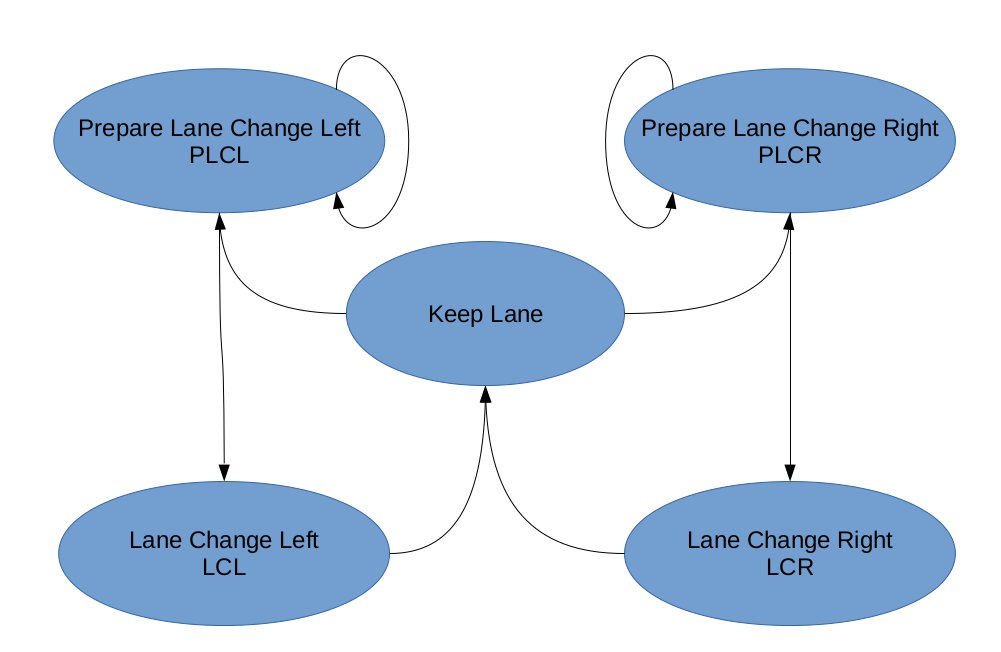 Prepare Lane Change Left
PLCL
Prepare Lane Change Right
PLCR
Keep Lane
Lane Change Left
LCL
Lane Change Right
LCR